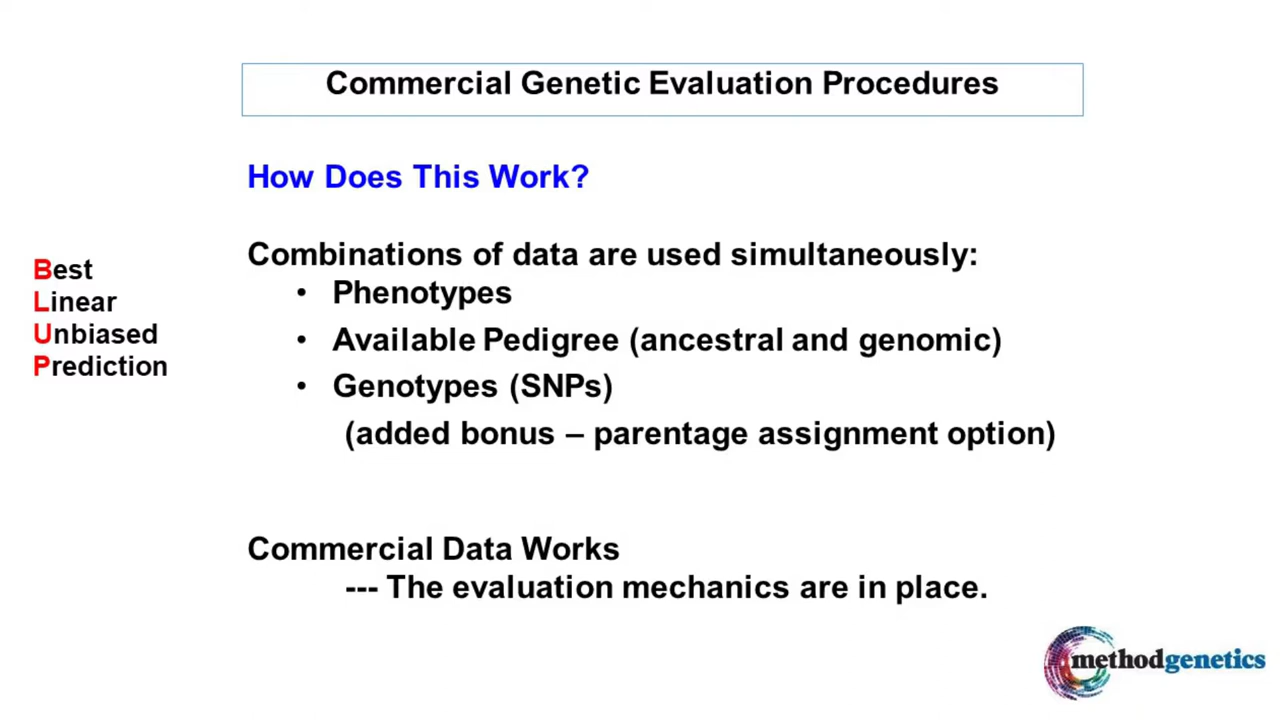 Commercial Genetic Evaluation Procedures
How Does This Work?
Best
Linear
Unbiased
Prediction
Combinations of data are used simultaneously:
• Phenotypes
• Available Pedigree (ancestral and genomic)
• Genotypes (SNPs)
(added bonus – parentage assignment option)
Commercial Data Works
--- The evaluation mechanics are in place.
methodgenetics